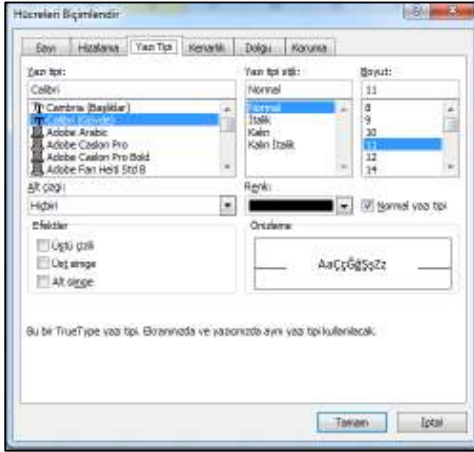 Hücreleri Biçimlendir
Sayı Hizalama Yazı Tipi Kenarlık Dolgu Koruma
Yazı tipi: Yazı tipi stili: Boyut:
Calibri Normal 11
Cambria (Başlıklar) Normal 8
Calibri (Gövde) İtalik 9
Adobe Arabic Kalın 10
Adobe Caslon Pro Kalın İtalik 11
Adobe Caslon Pro Bold 12
Adobe Fan Heiti Std B 14
Alt çizgi: Renk:
Hiçbiri Normal yazı tipi
Efektler Önizleme
Üstü çizili
Üst simge AaÇçĞğŞşZz
Alt simge
Bu bir TrueType yazı tipi. Ekranınızda ve yazıcınızda aynı yazı tipi kullanılacak.
Tamam İptal